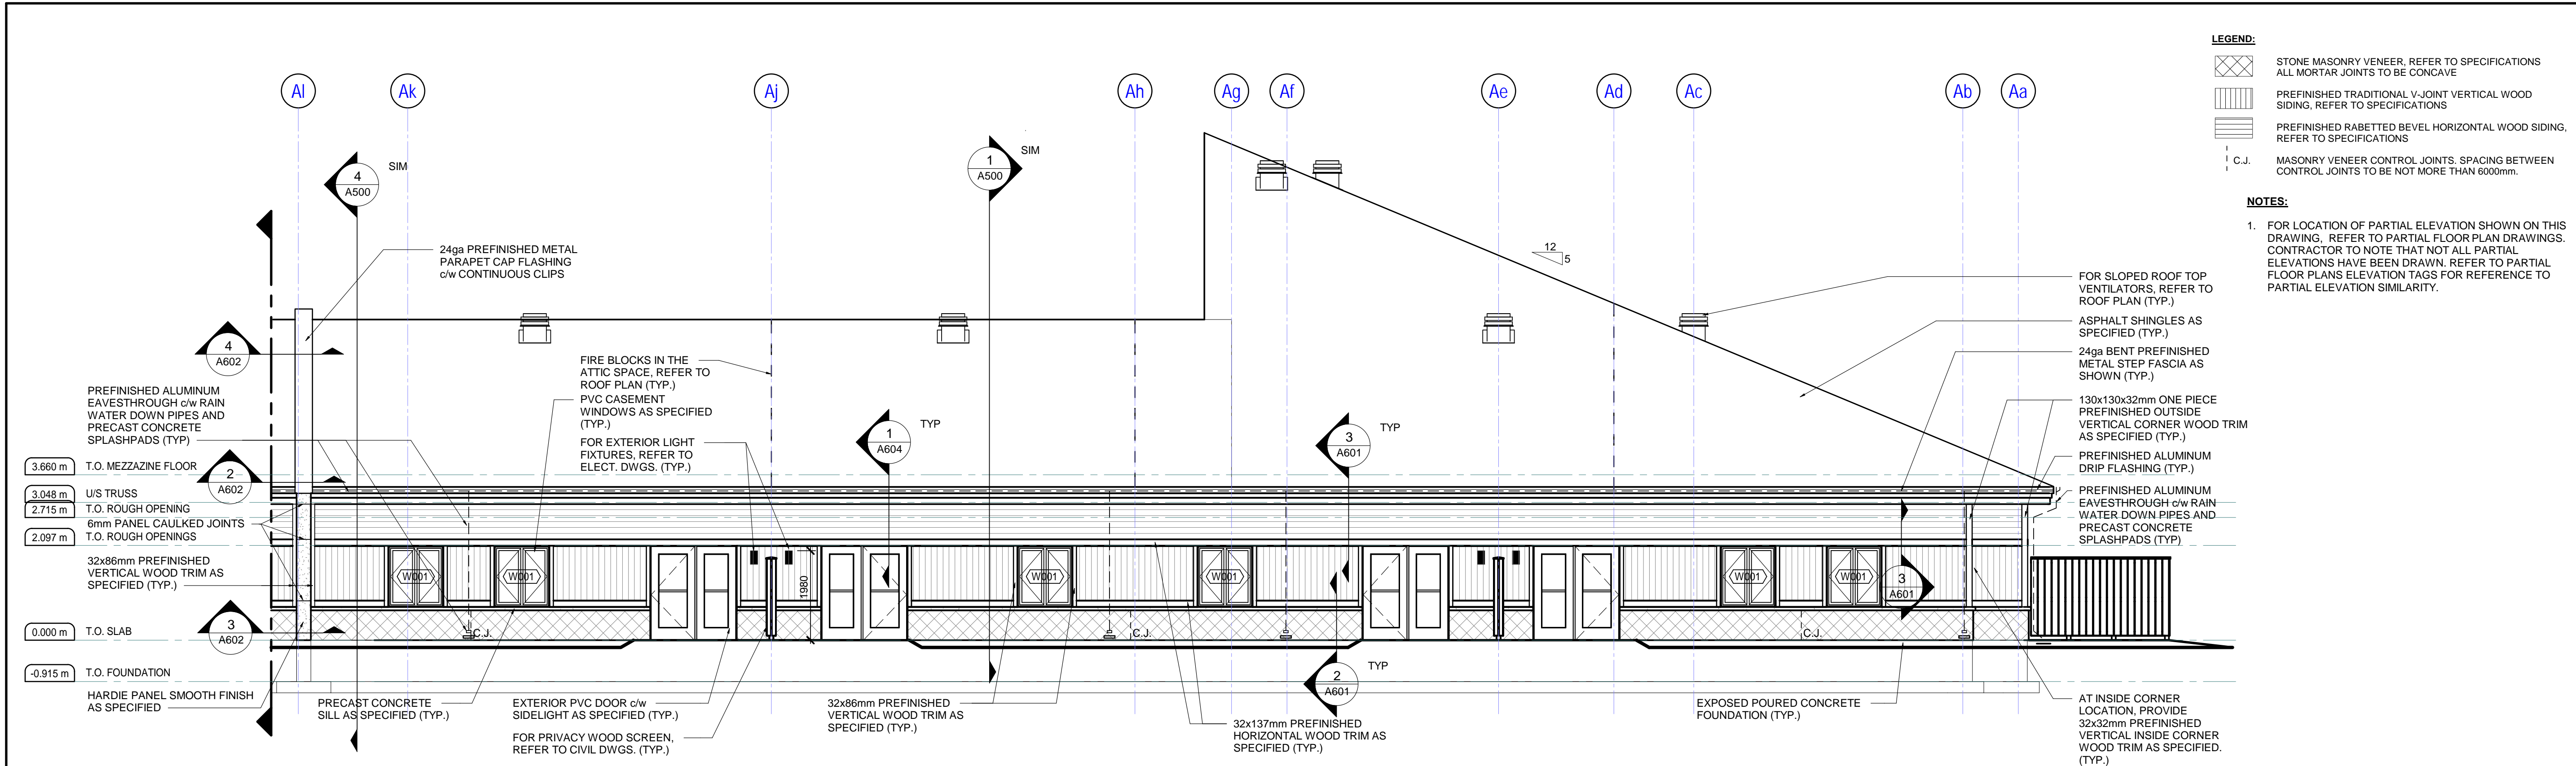 LEGEND:
STONE MASONRY VENEER, REFER TO SPECIFICATIONS
ALL MORTAR JOINTS TO BE CONCAVE
PREFINISHED TRADITIONAL V-JOINT VERTICAL WOOD
SIDING, REFER TO SPECIFICATIONS
PREFINISHED RABETTED BEVEL HORIZONTAL WOOD SIDING,
REFER TO SPECIFICATIONS
C.J.
MASONRY VENEER CONTROL JOINTS. SPACING BETWEEN
CONTROL JOINTS TO BE NOT MORE THAN 6000mm.
NOTES:
1. FOR LOCATION OF PARTIAL ELEVATION SHOWN ON THIS
DRAWING, REFER TO PARTIAL FLOOR PLAN DRAWINGS.
CONTRACTOR TO NOTE THAT NOT ALL PARTIAL
ELEVATIONS HAVE BEEN DRAWN. REFER TO PARTIAL
FLOOR PLANS ELEVATION TAGS FOR REFERENCE TO
PARTIAL ELEVATION SIMILARITY.
Al
Ak
Aj
Ah
Ag
Af
Ae
Ad
Ac
Ab
Aa
4
A500
SIM
1
A500
SIM
24ga PREFINISHED METAL
PARAPET CAP FLASHING
c/w CONTINUOUS CLIPS
12
5
FOR SLOPED ROOF TOP
VENTILATORS, REFER TO
ROOF PLAN (TYP.)
ASPHALT SHINGLES AS
SPECIFIED (TYP.)
24ga BENT PREFINISHED
METAL STEP FASCIA AS
SHOWN (TYP.)
130x130x32mm ONE PIECE
PREFINISHED OUTSIDE
VERTICAL CORNER WOOD TRIM
AS SPECIFIED (TYP.)
PREFINISHED ALUMINUM
DRIP FLASHING (TYP.)
PREFINISHED ALUMINUM
EAVESTHROUGH c/w RAIN
WATER DOWN PIPES AND
PRECAST CONCRETE
SPLASHPADS (TYP)
4
A602
FIRE BLOCKS IN THE
ATTIC SPACE, REFER TO
ROOF PLAN (TYP.)
PVC CASEMENT
WINDOWS AS SPECIFIED
(TYP.)
FOR EXTERIOR LIGHT
FIXTURES, REFER TO
ELECT. DWGS. (TYP.)
1
A604
TYP
3
A601
TYP
PREFINISHED ALUMINUM
EAVESTHROUGH c/w RAIN
WATER DOWN PIPES AND
PRECAST CONCRETE
SPLASHPADS (TYP)
3.660 m
T.O. MEZZAZINE FLOOR
2
A602
3.048 m
U/S TRUSS
2.715 m
T.O. ROUGH OPENING
6mm PANEL CAULKED JOINTS
2.097 m
T.O. ROUGH OPENINGS
32x86mm PREFINISHED
VERTICAL WOOD TRIM AS
SPECIFIED (TYP.)
W001
W001
W001
W001
W001
W001
1980
3
A601
0.000 m
T.O. SLAB
3
A602
C.J.
C.J.
C.J.
-0.915 m
T.O. FOUNDATION
2
A601
TYP
HARDIE PANEL SMOOTH FINISH
AS SPECIFIED
PRECAST CONCRETE
SILL AS SPECIFIED (TYP.)
EXTERIOR PVC DOOR c/w
SIDELIGHT AS SPECIFIED (TYP.)
FOR PRIVACY WOOD SCREEN,
REFER TO CIVIL DWGS. (TYP.)
32x86mm PREFINISHED
VERTICAL WOOD TRIM AS
SPECIFIED (TYP.)
32x137mm PREFINISHED
HORIZONTAL WOOD TRIM AS
SPECIFIED (TYP.)
EXPOSED POURED CONCRETE
FOUNDATION (TYP.)
AT INSIDE CORNER
LOCATION, PROVIDE
32x32mm PREFINISHED
VERTICAL INSIDE CORNER
WOOD TRIM AS SPECIFIED.
(TYP.)